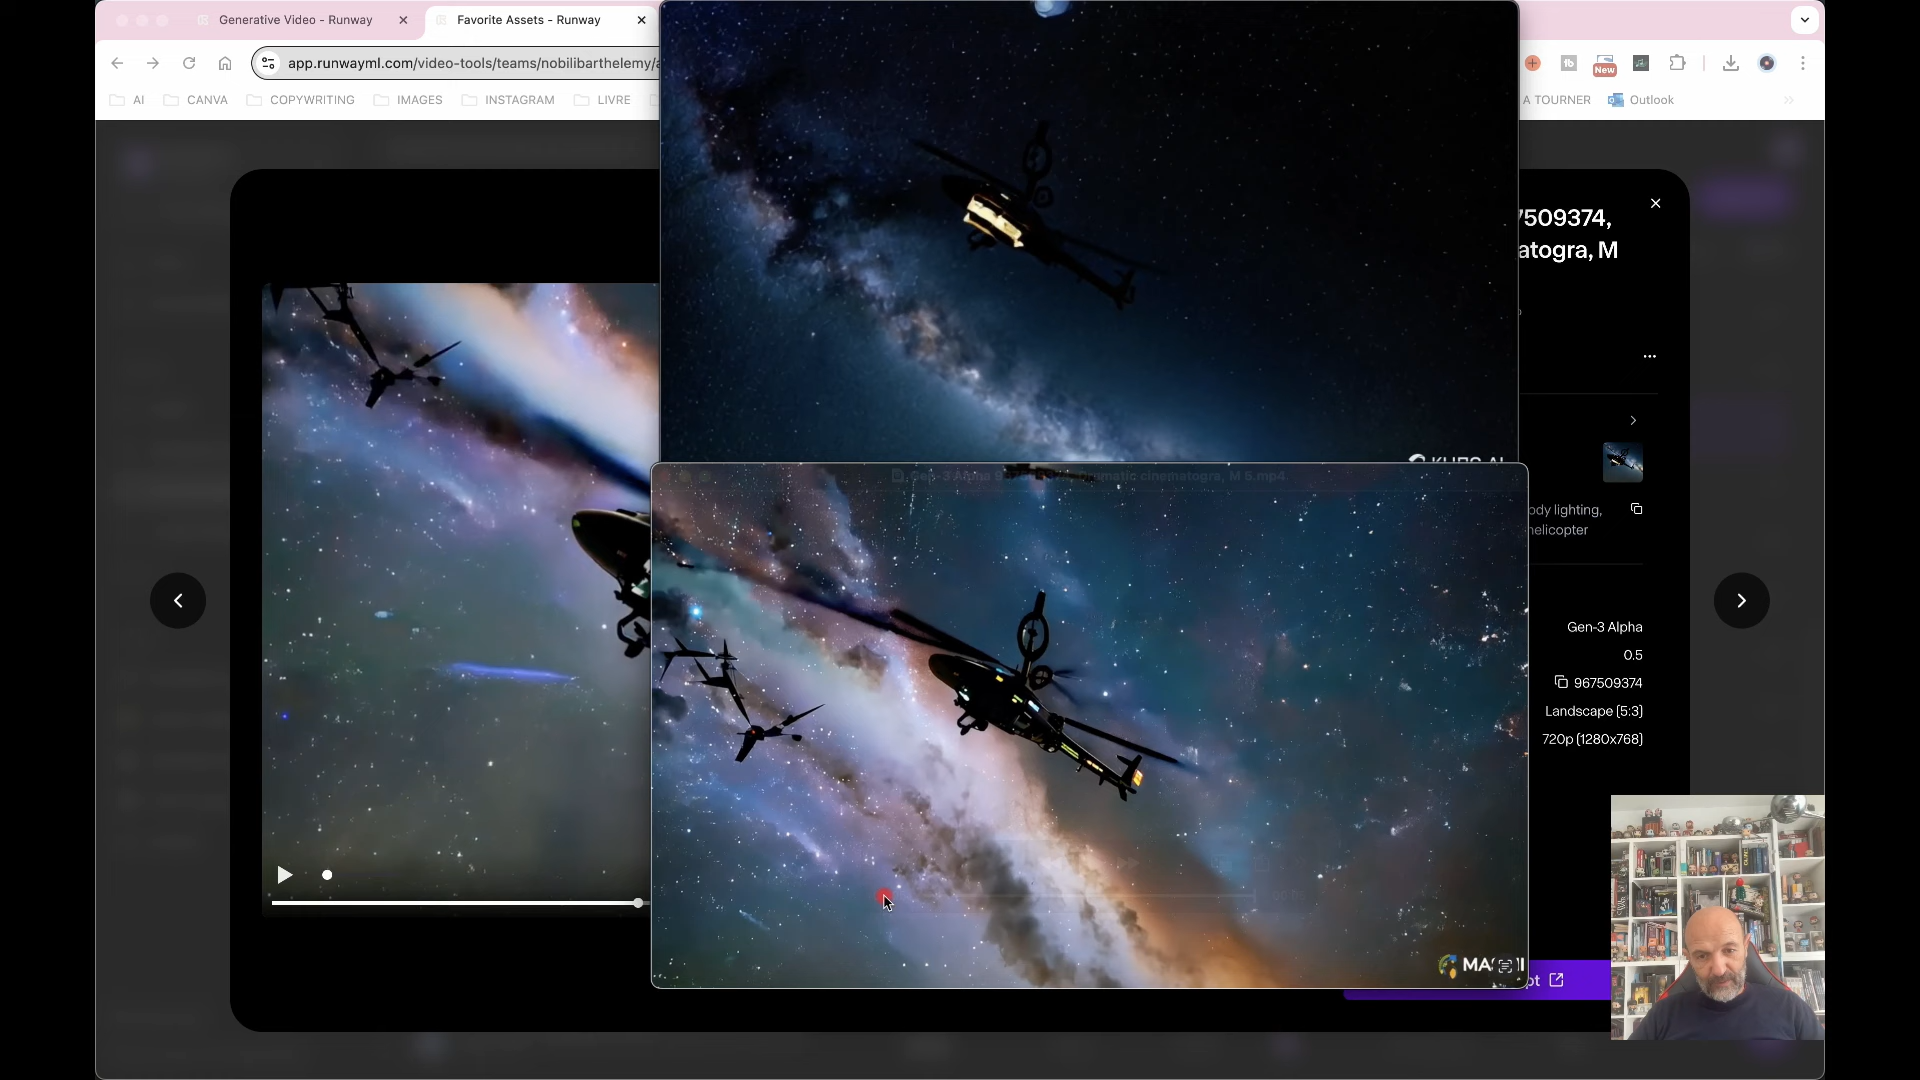 Generative Video - Runway
Favorite Assets - Runway
app.runwayml.com/video-tools/teams/nobilibarthelemy/a
New
AI
CANVA
COPYWRITING
IMAGES
INSTAGRAM
LIVRE
A TOURNER
Outlook
7509374,
atogra, M
ody lighting,
helicopter
Gen-3 Alpha
0.5
967509374
Landscape (5:3)
720p (1280x768)